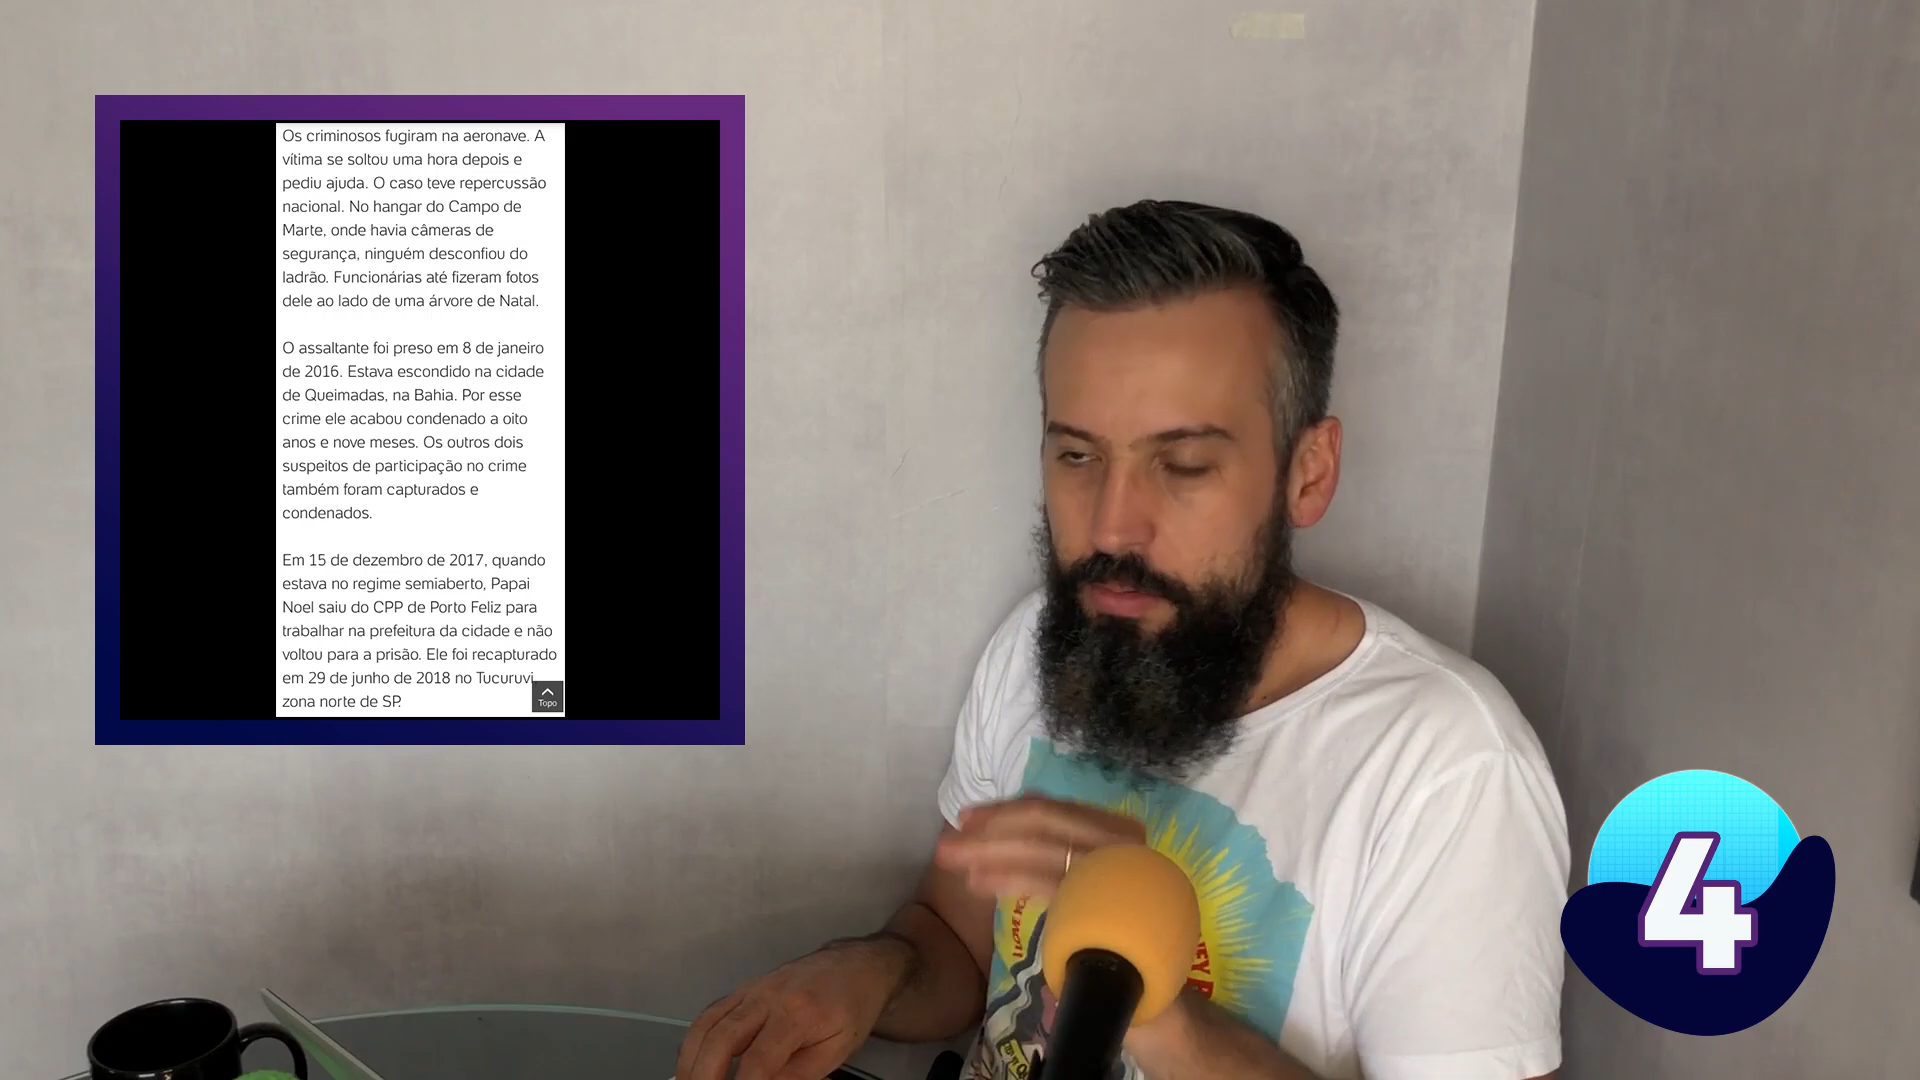 Os criminosos fugiram na aeronave. A
vítima se soltou uma hora depois e
pediu ajuda. O caso teve repercussão
nacional. No hangar do Campo de
Marte, onde havia câmeras de
segurança, ninguém desconfiou do
ladrão. Funcionárias até fizeram fotos
dele ao lado de uma árvore de Natal.
O assaltante foi preso em 8 de janeiro
de 2016. Estava escondido na cidade
de Queimadas, na Bahia. Por esse
crime ele acabou condenado a oito
anos e nove meses. Os outros dois
suspeitos de participação no crime
também foram capturados e
condenados.
Em 15 de dezembro de 2017, quando
estava no regime semiaberto, Papai
Noel saiu do CPP de Porto Feliz para
trabalhar na prefeitura da cidade e não
voltou para a prisão. Ele foi recapturado
em 29 de junho de 2018 no Tucuruvi,
zona norte de SP.
Topo
4
I LOVE